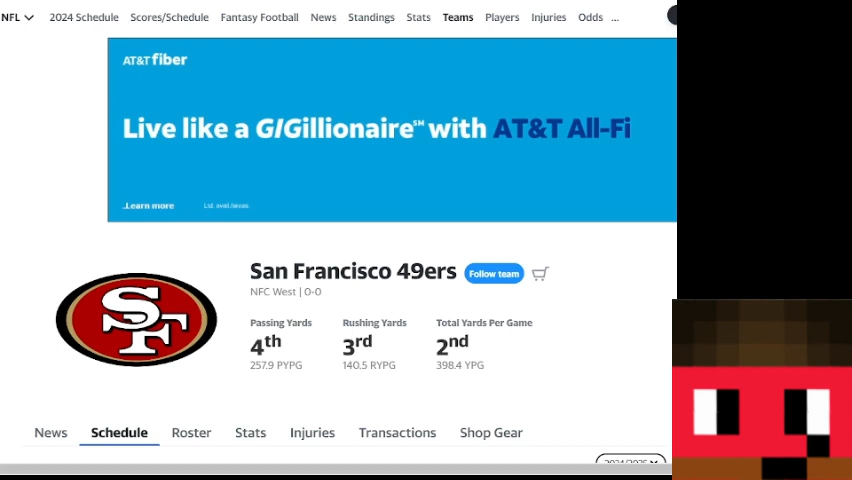 NFL 2024 Schedule Scores/Schedule Fantasy Football News Standings Stats Teams Players Injuries Odds ...
AT&T fiber
Live like a GIGillionaire℠ with AT&T All-Fi
Learn more
SF
San Francisco 49ers Follow team
NFC West | 0-0
Passing Yards Rushing Yards Total Yards Per Game
4th 3rd 2nd
257.9 PYPG 140.5 RYPG 398.4 YPG
News Schedule Roster Stats Injuries Transactions Shop Gear
2024/2025